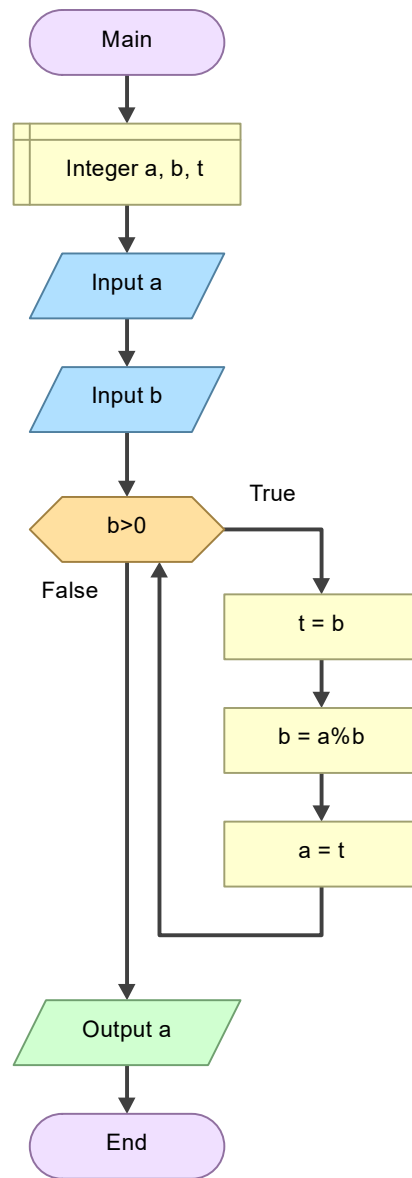 Main
Integer a, b, t
Input a
Input b
b>0
True
False
t = b
b = a%b
a = t
Output a
End